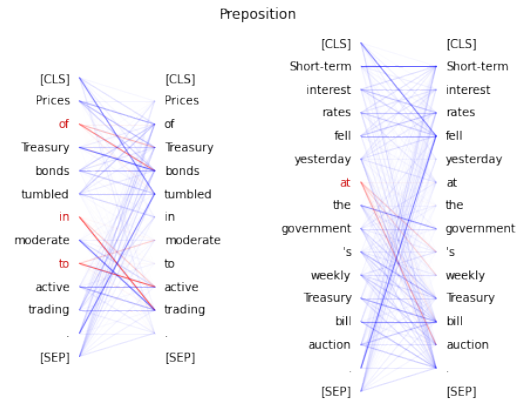 Preposition
[CLS] [CLS]
Prices Prices
of of
Treasury Treasury
bonds bonds
tumbled tumbled
in in
moderate moderate
to to
active active
trading trading
. .
[SEP] [SEP]
[CLS] [CLS]
Short-term Short-term
interest interest
rates rates
fell fell
yesterday yesterday
at at
the the
government government
's 's
weekly weekly
Treasury Treasury
bill bill
auction auction
. .
[SEP] [SEP]